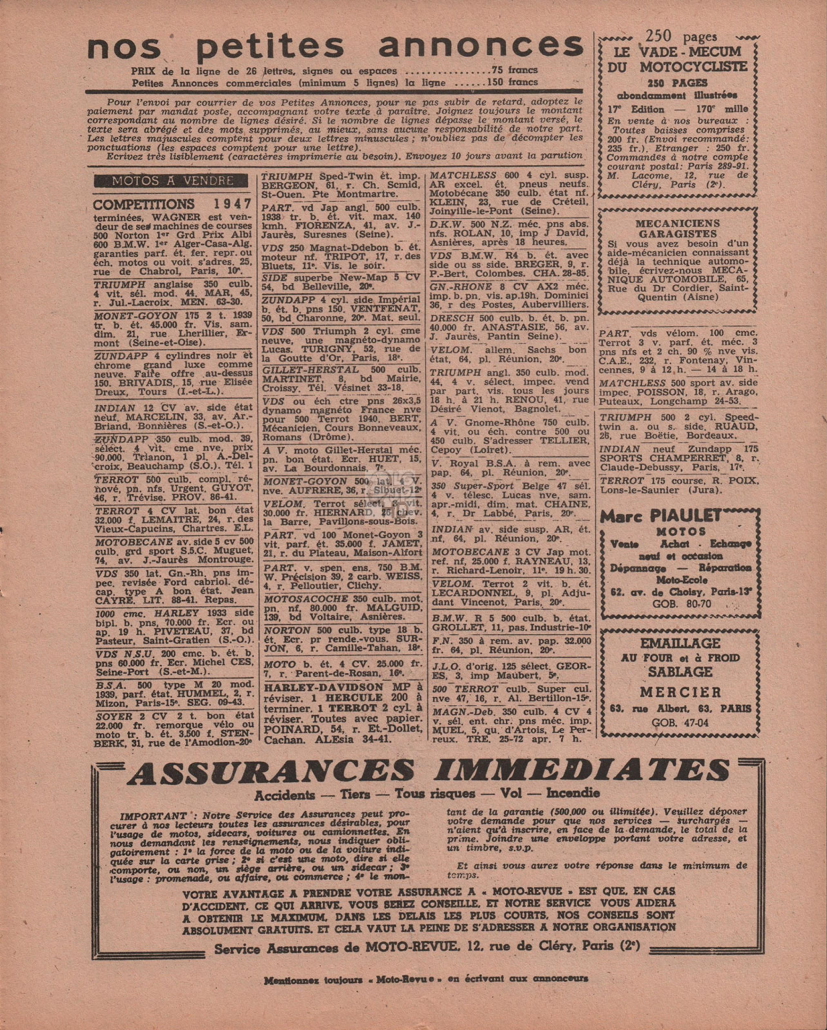 nos petites annonces
PRIX de la ligne de 26 lettres, signes ou espaces ................75 francs
Petites Annonces commerciales (minimum 5 lignes) la ligne ......150 francs
Pour l'envoi par courrier de vos Petites Annonces, pour ne pas subir de retard, adoptez le
paiement par mandat poste, accompagnant votre texte à paraître. Joignez toujours le montant
correspondant au nombre de lignes désiré. Si le nombre de lignes dépasse le montant versé, le
texte sera abrégé et des mots supprimés, au mieux, sans aucune responsabilité de notre part.
Les lettres majuscules comptent pour deux lettres minuscules ; n'oubliez pas de décompter les
ponctuations (les espaces comptent pour une lettre).
Ecrivez très lisiblement (caractères imprimerie au besoin). Envoyez 10 jours avant la parution
MOTOS A VENDRE
COMPETITIONS 1947
terminées, WAGNER est ven-
deur de ses machines de courses
500 Norton 1er Grd Prix Albi
600 B.M.W. 1er Alger-Casa-Alg.
garanties parf. ét. fer. repr. ou
éch. motos ou voit. s'adres. 25,
rue de Chabrol, Paris, 10e.
TRIUMPH anglaise 350 culb.
4 vit. sél. mod. 44, MAR, 45,
r. Jul.-Lacroix. MEN. 63-30.
MONET-GOYON 175 2 t. 1939
tr. b. ét. 45.000 fr. Vis. sam.
dim. 21, rue Lherillier, Er-
mont (Seine-et-Oise).
ZUNDAPP 4 cylindres noir et
chrome grand luxe comme
neuve. Faire offre au-dessus
150. BRIVADIS, 15, rue Elisée
Dreux, Tours (I.-et-L.).
INDIAN 12 CV av. side état
neuf, MARCELIN, 33, av. Ar.-
Briand, Bonnières (S.-et-O.).
ZUNDAPP 350 culb. mod. 39,
sélect. 4 vit. cme nve. prix
90.000, Trianon, 1 pl. A.-Del-
croix, Beauchamp (S.O.). Tél. 1
TERROT 500 culb. compl. ré-
nové, pn. nfs. Urgent, GUYOT,
46, r. Trévise. PROV. 86-41.
TERROT 4 CV lat. bon état
32.000 f. LEMAITRE, 24, r. des
Vieux-Capucins, Chartres. E.L.
MOTOBECANE av. side 5 cv 500
culb. grd sport S.5.C. Muguet,
74, av. J.-Jaurès Montrouge.
VDS 350 lat. Gn.-Rh, pns im-
pec, revisée Ford cabriol. dé-
cap. type A bon état. Jean
CAYRE, LIT. 88-41. Repas.
1000 cmc. HARLEY 1933 side
bipl. b. pns, 70.000 fr. Ecr. ou
ap. 19 h. PIVETEAU, 37, bd
Pasteur, Saint-Gratien (S.-O.).
VDS N.S.U. 200 cmc. b. ét. b.
pns 60.000 fr. Ecr. Michel CES,
Seine-Port (S.-et-M.).
B.S.A. 500 type M 20 mod.
1939, parf. état, HUMMEL, 2, r.
Mizon, Paris-15e. SEG. 09-43.
SOYER 2 CV 2 t. bon état
22.000 fr. remorque vélo ou
moto tr. b. ét. 3.500 f. STEN-
BERK, 31, rue de l'Amodion-20e
TRIUMPH Sped-Twin ét. imp.
BERGEON, 61, r. Ch. Scmid,
St-Ouen. Pte Montmartre.
PART. vd Jap angl. 500 culb.
1938 tr. b. ét. vit. max. 140
kmh. FIORENZA, 41, av. J.-
Jaurès, Suresnes (Seine).
VDS 250 Magnat-Ddebon b. ét.
moteur nf. TRIPOT, 17, r. des
Bluets, 11e. Vis. le soir.
SIDE superbe New-Map 5 CV
54, bd Belleville, 20e.
ZUNDAPP 4 cyl. side Impérial
b. ét. b. pns 150, VENTFENAT,
50, bd Charonne, 20e. Mat. seul.
VDS 500 Triumph 2 cyl. cme
neuve, une magnéto-dynamo
Lucas. TURIGNY, 52, rue de
la Goutte d'Or, Paris, 18e.
GILLET-HERSTAL 500 culb.
MARTINET, 8, bd Mairie,
Croissy. Tél. Vésinet 33-18.
VDS ou éch ctre pns 26x3,5
dynamo magnéto France nve
pour 500 Terrot 1940, BERT,
Mécanicien, Cours Bonneveaux,
Romans (Drôme).
A V. moto Gillet-Herstal méc.
pn. bon état. Ecr. HUET, 15,
av. La Bourdonnais, 7e.
MONET-GOYON 500 lat. 5 V
nve. AUFRERE, 36, r. Sibuet-12e
VELOM. Terrot sélect. 4 vit
30.000 fr. HIERNARD, 25 r. de
la Barre, Pavillons-sous-Bois.
PART. vd 100 Monet-Goyon 3
vit. parf. ét. 35.000 f. JAMET,
21, r. du Plateau, Maison-Alfort
PART. v. spen, ens, 750 B.M.
W. Précision 39, 2 carb. WEISS,
4, r. Pelloutier, Clichy.
MOTOSACOCHE 350 culb. mot.
pn. nf, 80.000 fr. MALGUID,
139, bd Voltaire, Asnières.
NORTON 500 culb. type 18 b.
ét, Ecr. pr rende.-vous. SUR-
JON, 6, r. Camille-Tahan, 18e.
MOTO b. ét. 4 CV. 25.000 fr.
7, r. Parent-de-Rosan, 16e.
HARLEY-DAVIDSON MP à
réviser. 1 HERCULE 200 à
terminer. 1 TERROT 2 cyl à
réviser. Toutes avec papier.
POINARD, 54, r. Et.-Dollet,
Cachan. ALEsia 34-41.
MATCHLESS 600 4 cyl. susp.
AR excel. ét. pneus neufs.
Motobécane 350 culb. état nf.
KLEIN, 23, rue de Créteil,
Joinyille-le-Pont (Seine).
D.K.W. 500 N.Z. méc. pns abs.
nfs. ROLAN, 10, imp J David,
Asnières, après 18 heures.
VDS B.M.W. R4 b. ét. avec
side ou ss side, BREGER, 9, r.
P.-Bert, Colombes. CHA. 28-85.
GN.-RHONE 8 CV AX2 méc.
imp. b. pn. vis. ap.19h. Dominici
36, r des Postes, Aubervilliers.
DRESCH 500 culb. b. ét. b. pn.
40.000 fr. ANASTASIE, 56, av.
J. Jaurès, Pantin Seine).
VELOM. allem. Sachs bon
état, 64, pl. Réunion, 20e.
TRIUMPH angl. 350 culb. mod.
44, 4 v. sélect. impec. vend
par part. vis. tous les jours
18 h. à 21 h. RENOU, 41, rue
Désiré Vienot, Bagnolet.
A V. Gnome-Rhône 750 culb.
4 vit. ou éch. contre 500 ou
450 culb. S'adresser TELLIER,
Cepoy (Loiret).
V. Royal B.S.A. à rem. avec
pap. 64, pl. Réunion, 20e.
350 Super-Sport Belge 47 sél.
4 v. télesc. Lucas nve, sam.
apr.-midi, dim, mat. CHAINE,
4, r. Dr Labbé, Paris, 20e.
INDIAN av. side susp. AR, ét.
nf, 64, pl. Réunion, 20e.
MOTOBECANE 3 CV Jap mot.
ref. nf, 25.000 f. RAYNEAU, 13,
r. Richard-Lenoir, 11e. 19 h. 30.
VELOM. Terrot 2 vit. b. ét.
LECARDONNEL, 9, pl. Adju-
dant Vincenot, Paris, 20e.
B.M.W. R 5 500 culb. b. état.
GROLLET, 11, pas. Industrie-10e
F.N. 350 à rem. av, pap. 32.000
fr. 64, pl. Réunion, 20e.
J.L.O. d'orig. 125 sélect, GEOR-
ES, 3, imp Maubert, 5e.
500 TERROT culb. Super cul.
nve 47, 16, r. Al. Bertillon-15e.
MAGN.-Deb. 350 culb. 4 CV 4
v. sél. ent. chr. pns méc. imp.
MUEL, 5, qu. d'Artois, Le Per-
reux. TRE. 25-72 apr. 7 h.
250 pages
LE VADE-MECUM
DU MOTOCYCLISTE
250 PAGES
abondamment illustrées
17e Edition — 170e mille
En vente à nos bureaux :
Toutes baisses comprises
200 fr. (Envoi recommandé:
235 fr.). Etranger : 250 fr.
Commandes à notre compte
courant postal: Paris 289-91.
M. Lacome, 12, rue de
Cléry, Paris (2e).
MECANICIENS
GARAGISTES
Si vous avez besoin d'un
aide-mécanicien connaissant
déjà la technique automo-
bile, écrivez-nous MECA-
NIQUE AUTOMOBILE, 65,
Rue du Dr Cordier, Saint-
Quentin (Aisne)
PART. vds vélom. 100 cmc.
Terrot 3 v. parf. ét. méc. 3
pns nfs et 2 ch. 90 % nve vis.
C.A.E., 232, r. Fontenay, Vin-
cennes, 9 à 12 h. — 14 à 18 h.
MATCHLESS 500 sport av. side
impec. POISSON, 18, r. Arago,
Puteaux, Longchamp 24-53.
TRIUMPH 500 2 cyl. Speed-
twin a. ou s. side, RUAUD,
26, rue Boëtie, Bordeaux.
INDIAN neuf Zundapp 175
SPORTS CHAMPERRET, 8, r.
Claude-Debussy, Paris, 17e.
TERROT 175 course, R. POIX,
Lons-le-Saunier (Jura).
Marc PIAULET
MOTOS
Vente Achat - Echange
neuf et occasion
Dépannage — Réparation
Moto-Ecole
62, av. de Choisy, Paris-13e
GOB. 80-70
EMAILLAGE
AU FOUR et à FROID
SABLAGE
MERCIER
63, rue Albert, 63, PARIS
GOB. 47-04
ASSURANCES IMMEDIATES
Accidents — Tiers — Tous risques — Vol — Incendie
IMPORTANT : Notre Service des Assurances peut pro-
curer à nos lecteurs toutes les assurances désirables, pour
l'usage de motos, sidecars, voitures ou camionnettes. En
nous demandant les renseignements, nous indiquer obli-
gatoirement : 1e la force de la moto ou de la voiture indi-
quée sur la carte grise ; 2e si c'est une moto, dire si elle
comporte, ou non, un siège arrière, ou un sidecar ; 3e
l'usage : promenade, ou affaire, ou commerce ; 4e le mon-
tant de la garantie (500,000 ou illimitée). Veuillez déposer
votre demande pour que nos services — surchargés —
n'aient qu'à inscrire, en face de la demande, le total de la
prime. Joindre une enveloppe portant votre adresse, et
un timbre, s.v.p.
Et ainsi vous aurez votre réponse dans le minimum de
temps.
VOTRE AVANTAGE A PRENDRE VOTRE ASSURANCE A « MOTO-REVUE » EST QUE, EN CAS
D'ACCIDENT, CE QUI ARRIVE, VOUS SEREZ CONSEILLE, ET NOTRE SERVICE VOUS AIDERA
A OBTENIR LE MAXIMUM, DANS LES DELAIS LES PLUS COURTS, NOS CONSEILS SONT
ABSOLUMENT GRATUITS, ET CELA VAUT LA PEINE DE S'ADRESSER A NOTRE ORGANISATION
Service Assurances de MOTO-REVUE, 12, rue de Cléry, Paris (2e)
Mentionnez toujours « Moto-Revue » en écrivant aux annonceurs